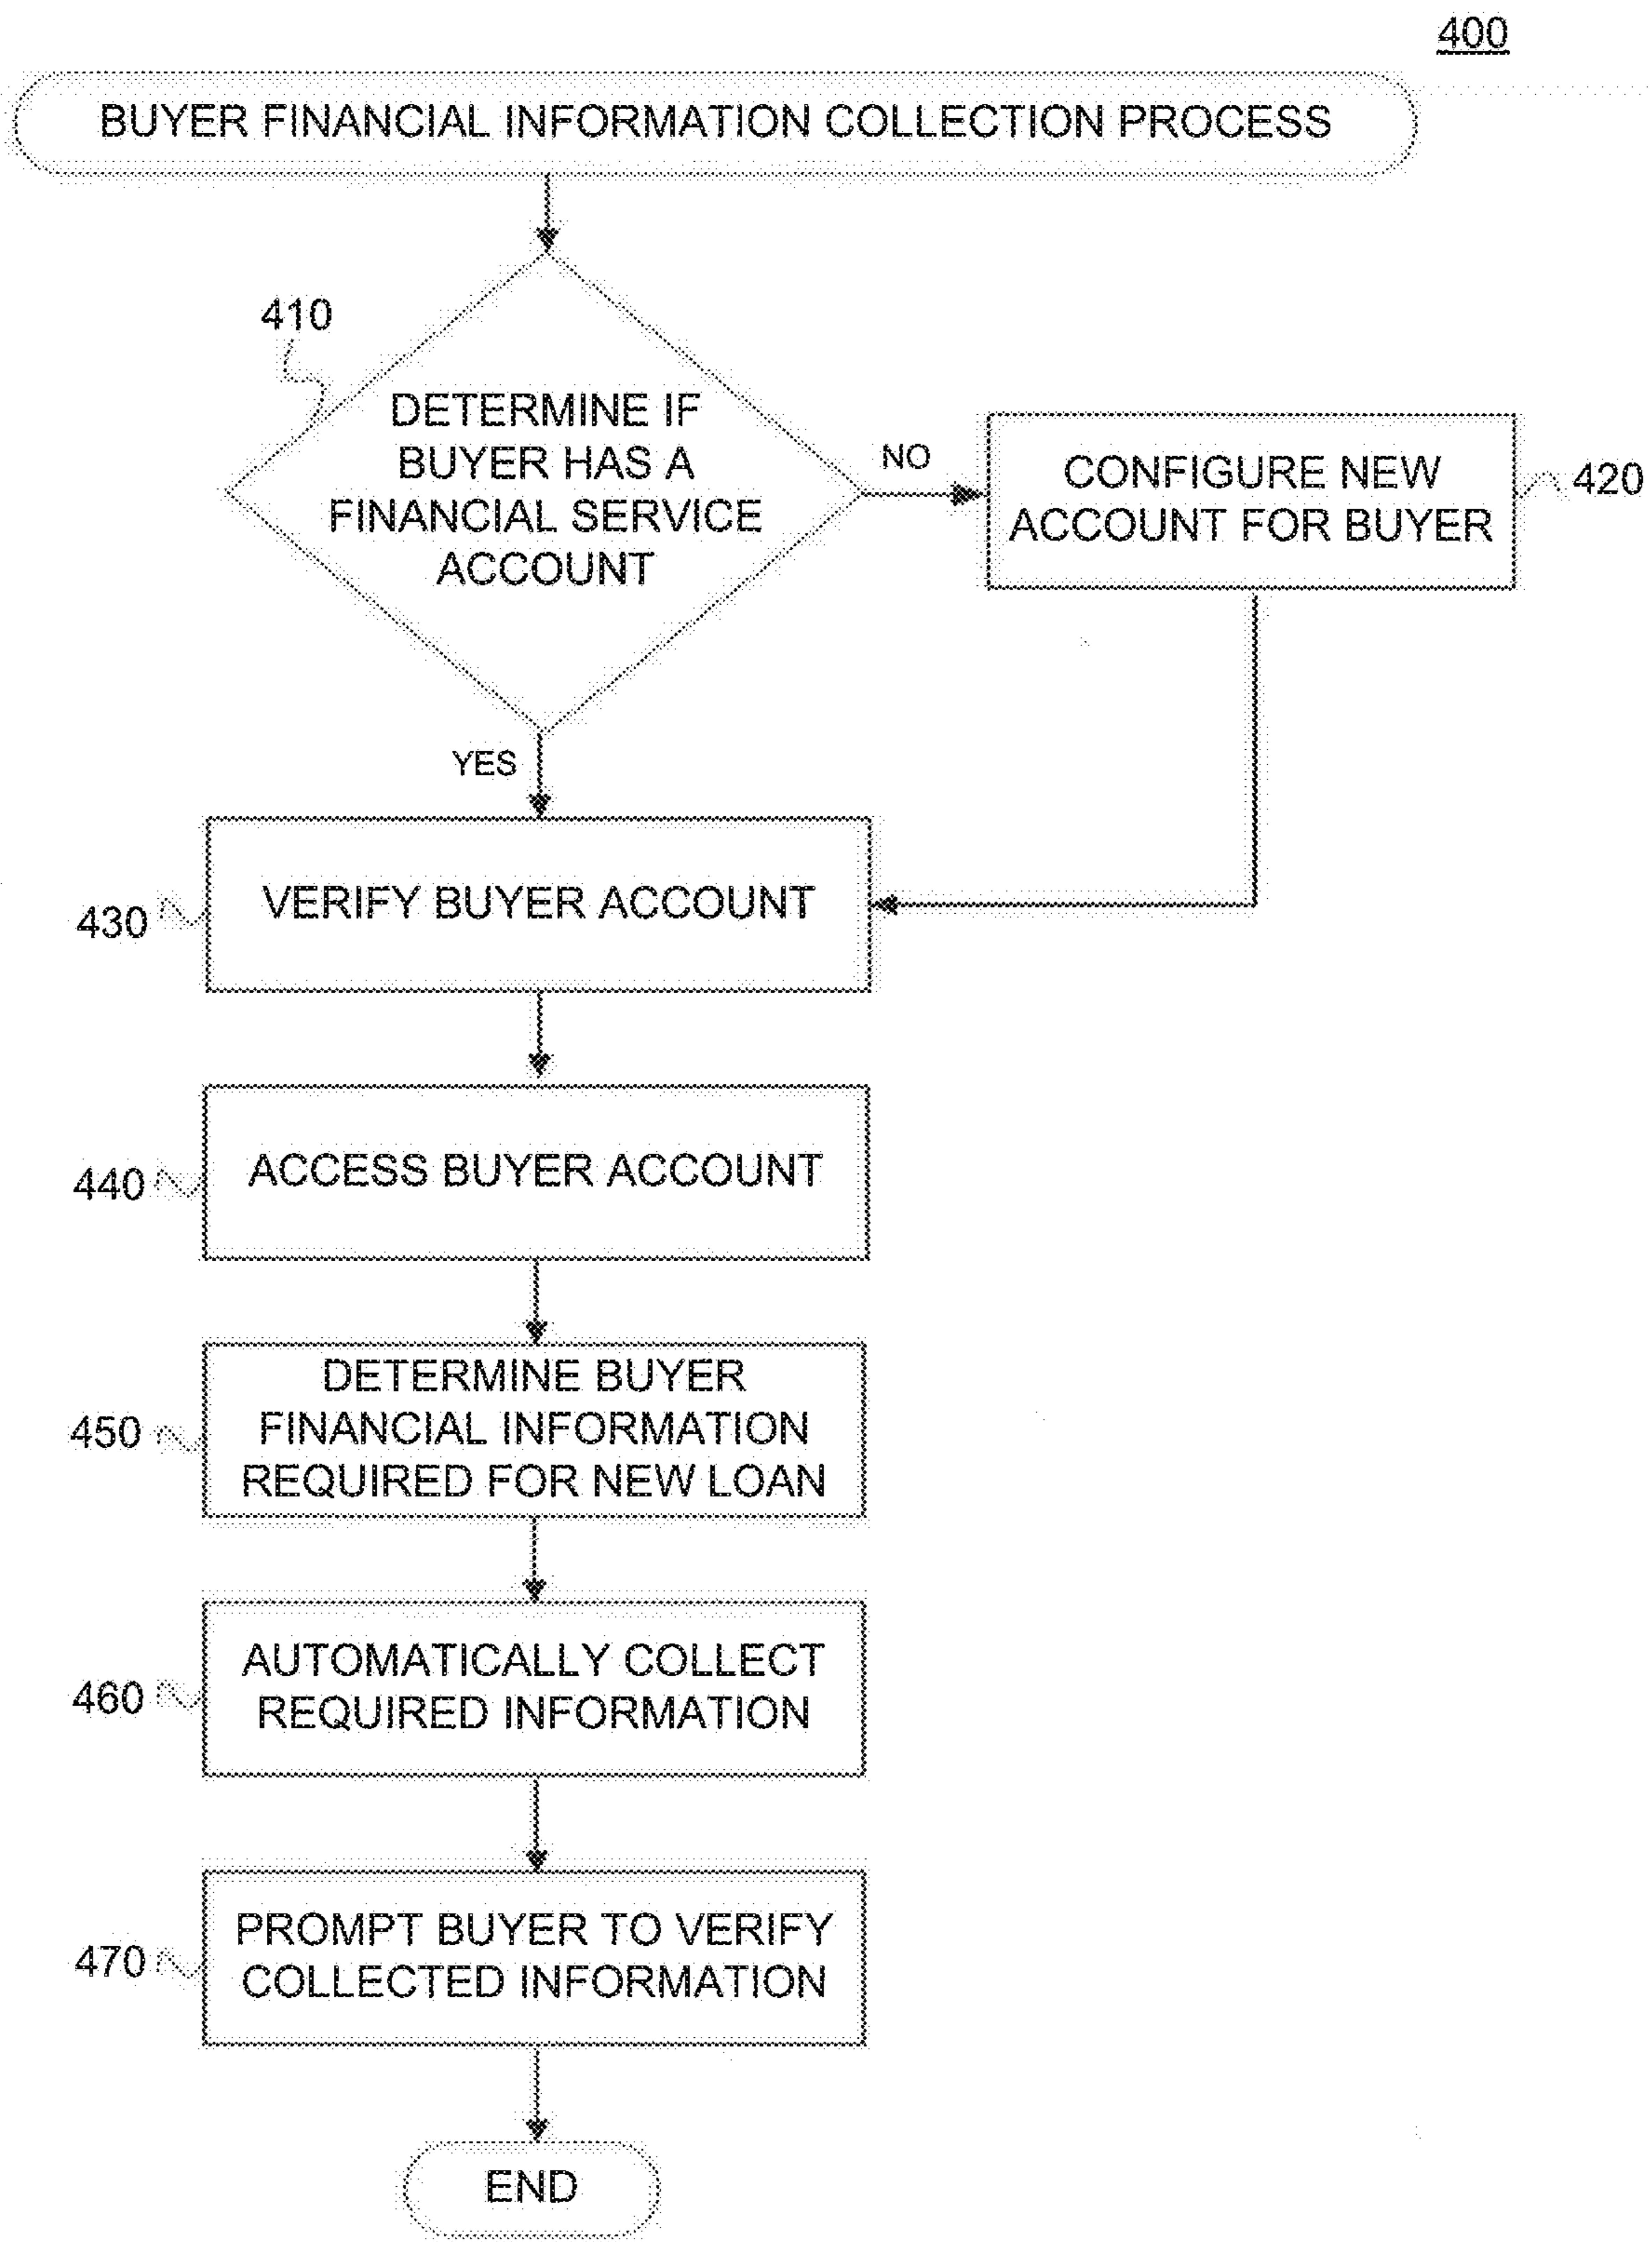 400
BUYER FINANCIAL INFORMATION COLLECTION PROCESS
410
DETERMINE IF
BUYER HAS A
FINANCIAL SERVICE
ACCOUNT
NO
CONFIGURE NEW
ACCOUNT FOR BUYER
420
YES
430
VERIFY BUYER ACCOUNT
440
ACCESS BUYER ACCOUNT
450
DETERMINE BUYER
FINANCIAL INFORMATION
REQUIRED FOR NEW LOAN
460
AUTOMATICALLY COLLECT
REQUIRED INFORMATION
470
PROMPT BUYER TO VERIFY
COLLECTED INFORMATION
END